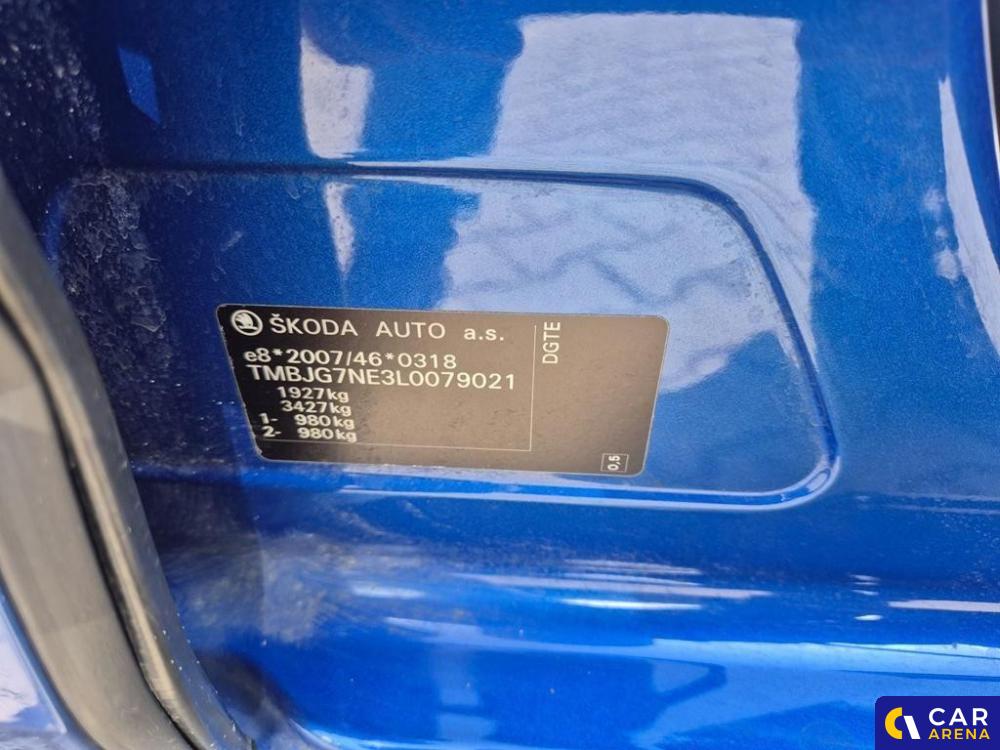 ŠKODA AUTO a.s.
e8*2007/46*0318
TMBJG7NE3L0079021
1927kg
3427kg
1- 980kg
2- 980kg
DGTE
0,5
CAR
ARENA